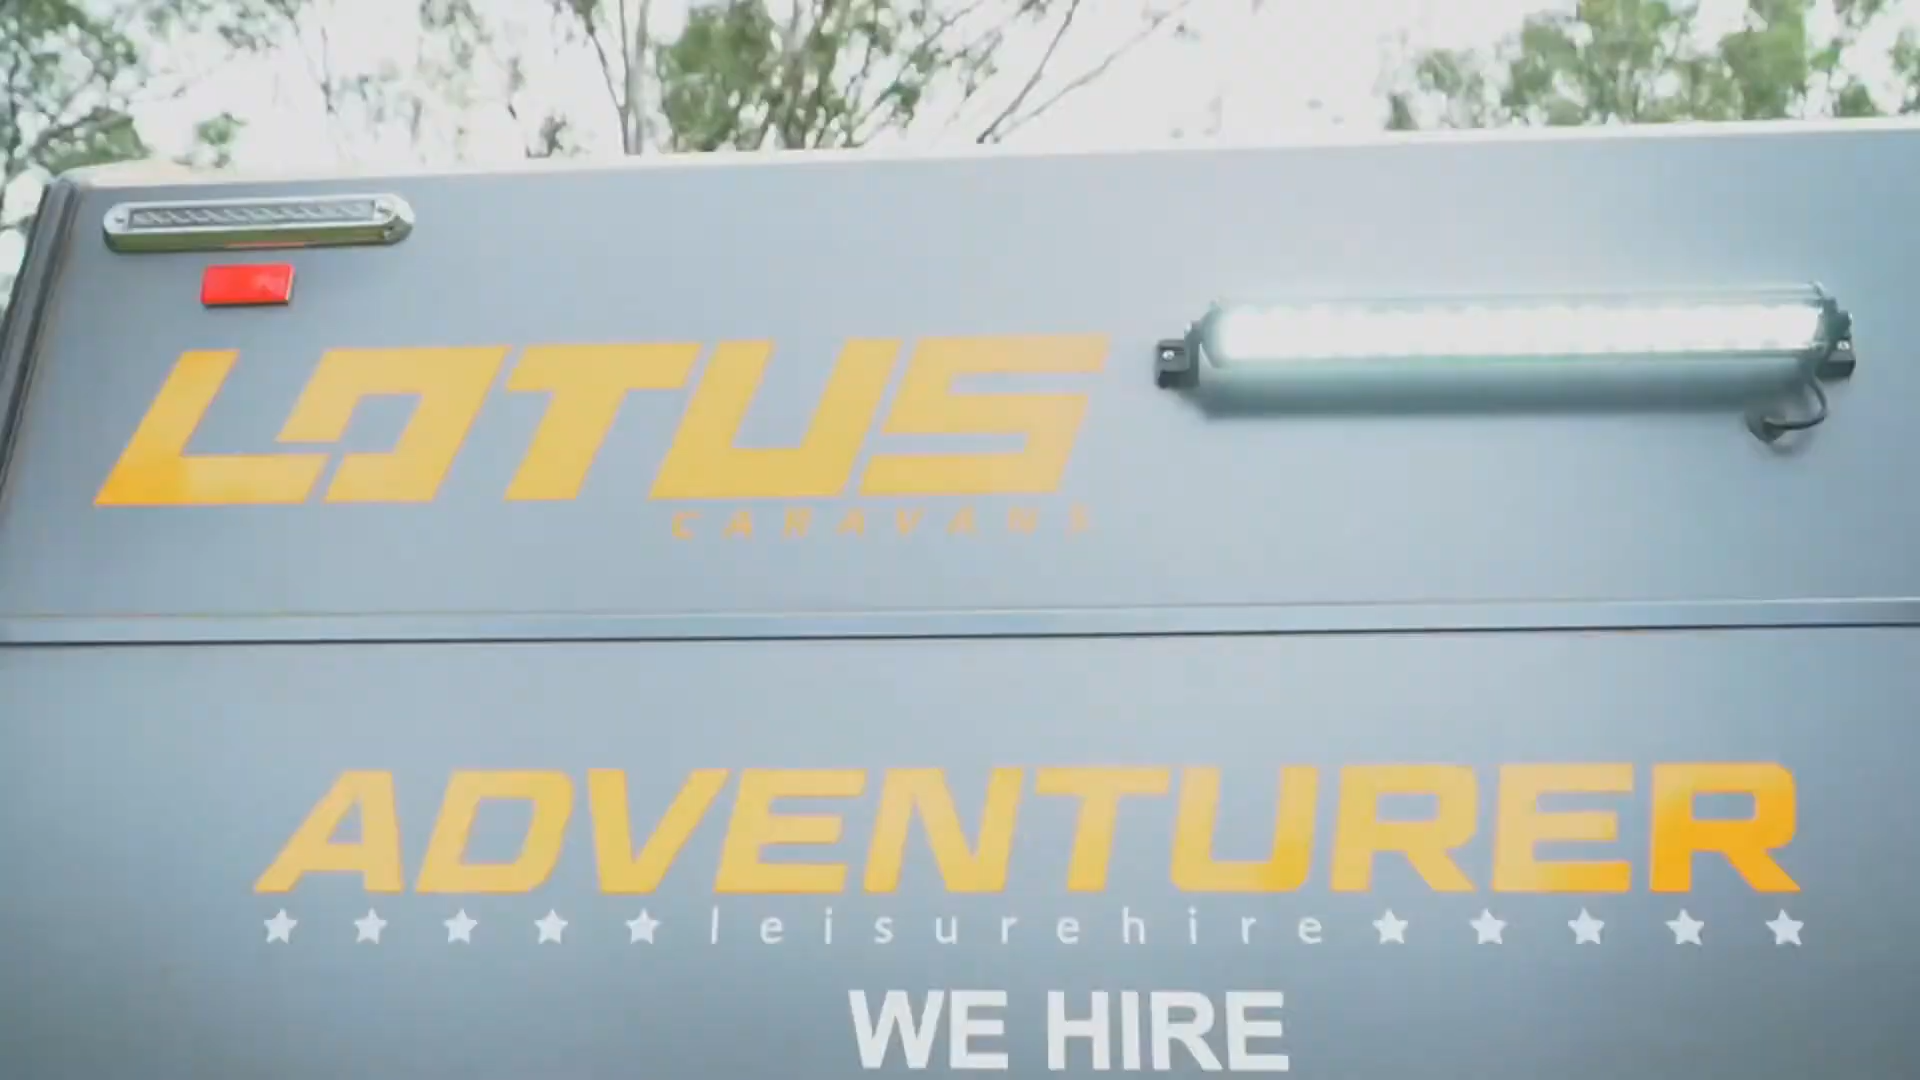 LOTUS
CARAVANS
ADVENTURER
★ ★ ★ ★ ★ leisurehire ★ ★ ★ ★ ★
WE HIRE